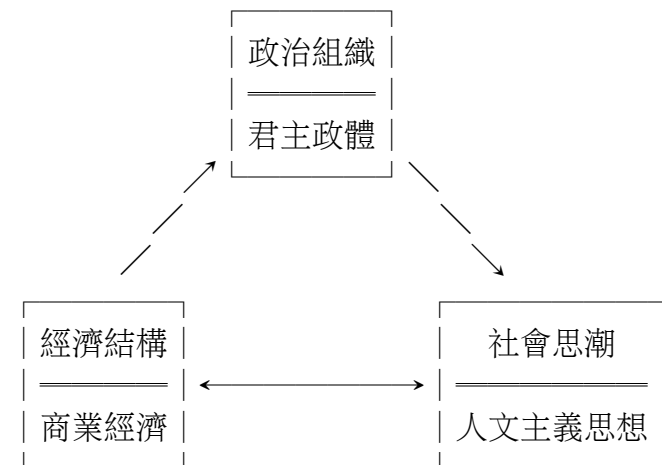 政治組織
君主政體
經濟結構
商業經濟
社會思潮
人文主義思想